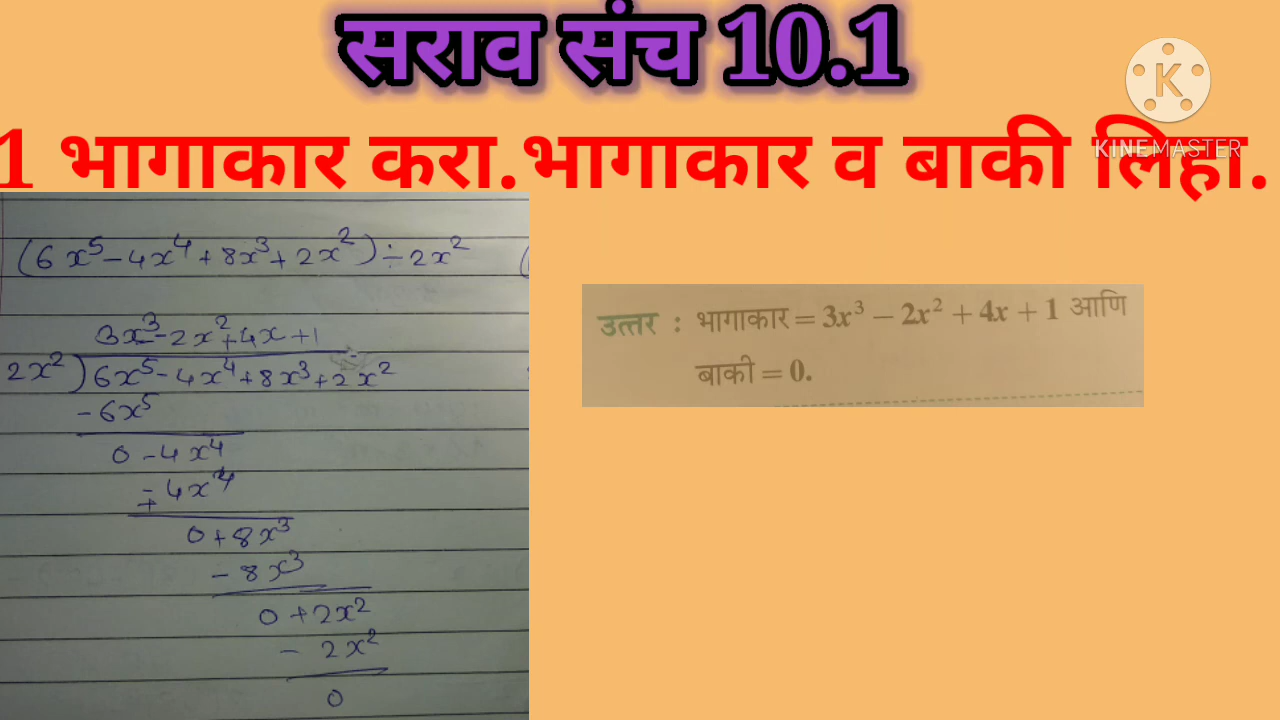 सराव संच 10.1
K
KINEMASTER
1 भागाकार करा.भागाकार व बाकी लिहा.
(6x⁵-4x⁴+8x³+2x²)÷2x² (
3x³-2x²+4x+1
2x²)6x⁵-4x⁴+8x³+2x²
-6x⁵
0-4x⁴
-4x⁴
+
0+8x³
-8x³
0+2x²
- 2x²
0
उत्तर : भागाकार = 3x³ − 2x² + 4x + 1 आणि
बाकी = 0.